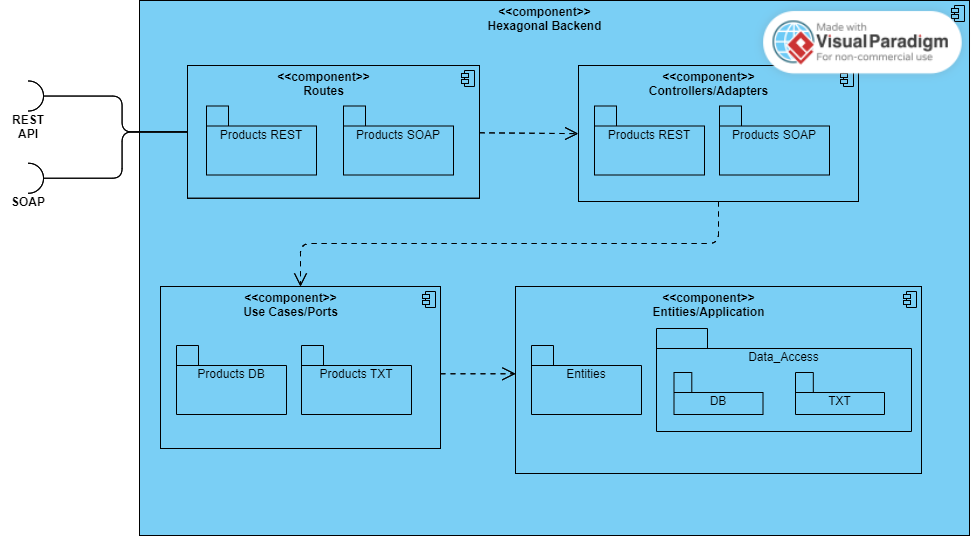 <<component>>
Hexagonal Backend
Made with
Visual Paradigm
For non-commercial use
<<component>>
Routes
Products REST
Products SOAP
<<component>>
Controllers/Adapters
Products REST
Products SOAP
REST
API
SOAP
<<component>>
Use Cases/Ports
Products DB
Products TXT
<<component>>
Entities/Application
Entities
Data_Access
DB
TXT